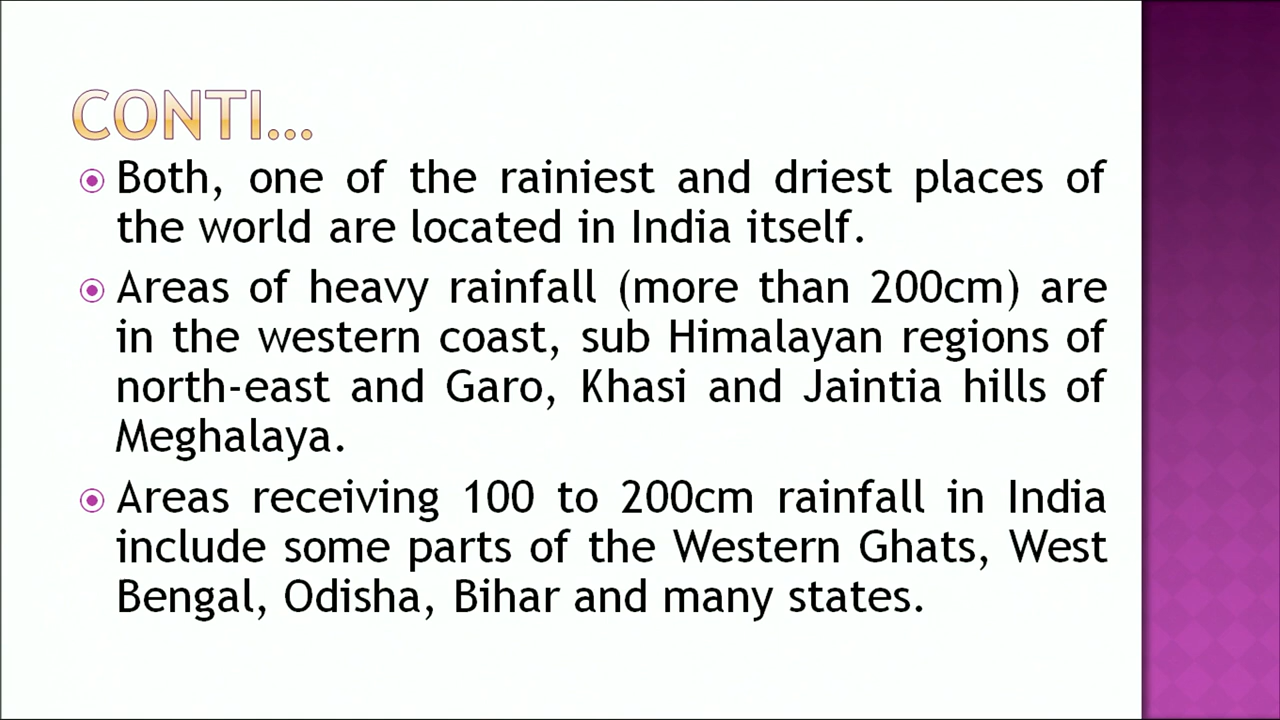 CONTI...
Both, one of the rainiest and driest places of
the world are located in India itself.
Areas of heavy rainfall (more than 200cm) are
in the western coast, sub Himalayan regions of
north-east and Garo, Khasi and Jaintia hills of
Meghalaya.
Areas receiving 100 to 200cm rainfall in India
include some parts of the Western Ghats, West
Bengal, Odisha, Bihar and many states.